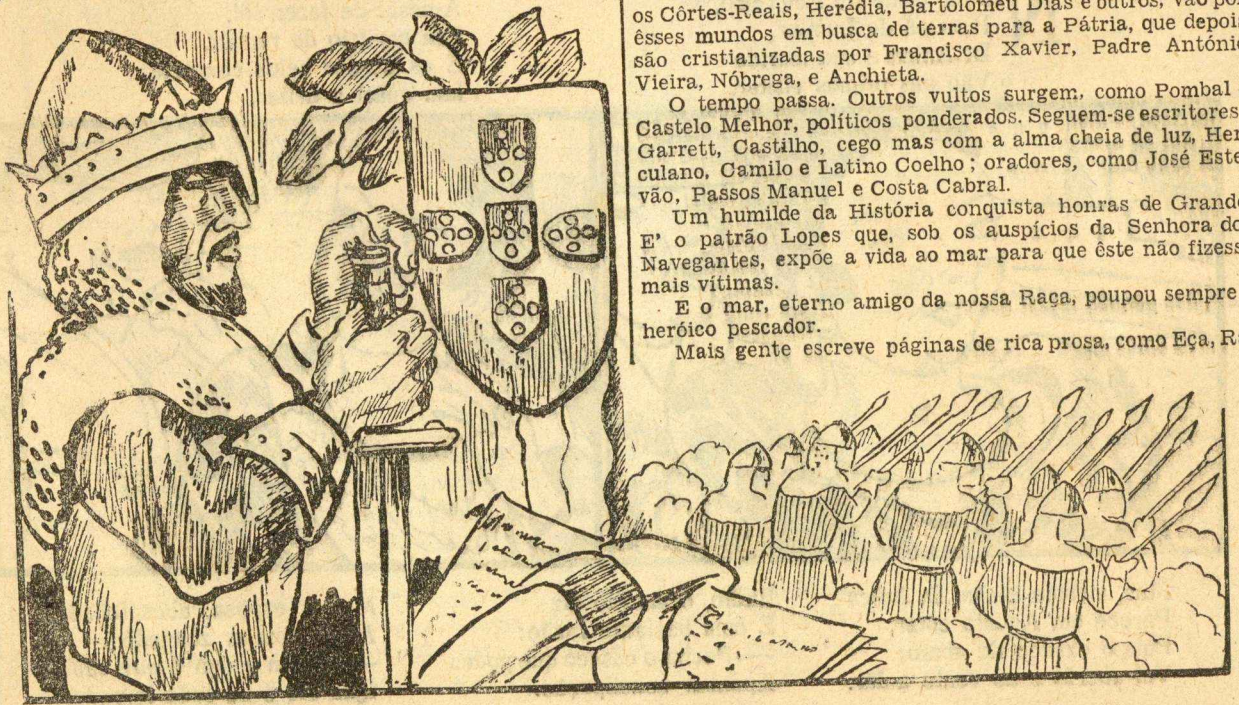 os Côrtes-Reais, Herédia, Bartolomeu Dias e outros, vão por
êsses mundos em busca de terras para a Pátria, que depois
são cristianizadas por Francisco Xavier, Padre António
Vieira, Nóbrega, e Anchieta.
O tempo passa. Outros vultos surgem, como Pombal
Castelo Melhor, políticos ponderados. Seguem-se escritores
Garrett, Castilho, cego mas com a alma cheia de luz, Her
culano, Camilo e Latino Coelho; oradores, como José Este
vão, Passos Manuel e Costa Cabral.
Um humilde da História conquista honras de Grande
E' o patrão Lopes que, sob os auspícios da Senhora do
Navegantes, expõe a vida ao mar para que êste não fizess
mais vítimas.
E o mar, eterno amigo da nossa Raça, poupou sempre
heróico pescador.
Mais gente escreve páginas de rica prosa, como Eça, R